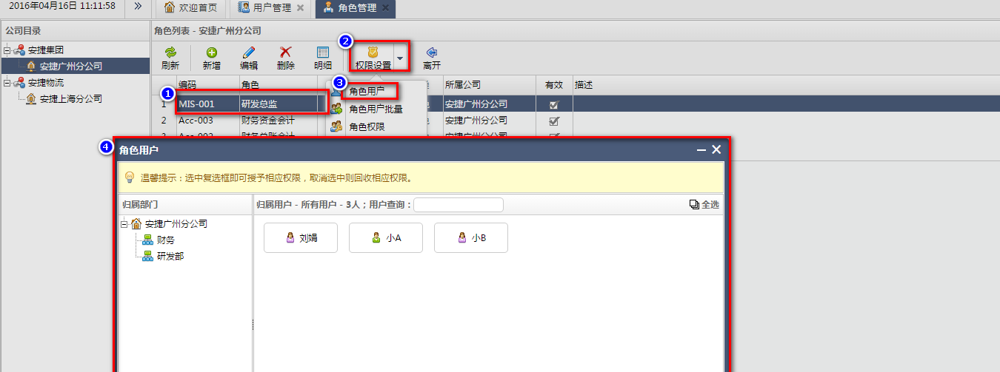 2016年04月16日 11:11:58 » 欢迎首页 用户管理 角色管理
公司目录
安捷集团
安捷广州分公司
安捷物流
安捷上海分公司
角色列表 - 安捷广州分公司
刷新 新增 编辑 删除 明细 权限设置 离开
编码 角色 所属公司 有效 描述
1 MIS-001 研发总监 安捷广州分公司
2 Acc-003 财务资金会计 安捷广州分公司
角色用户
角色用户批量
角色权限
1
2
3
4
角色用户
温馨提示：选中复选框即可授予相应权限，取消选中则回收相应权限。
归属部门
安捷广州分公司
财务
研发部
归属用户 - 所有用户 - 3人；用户查询： 全选
刘娟 小A 小B